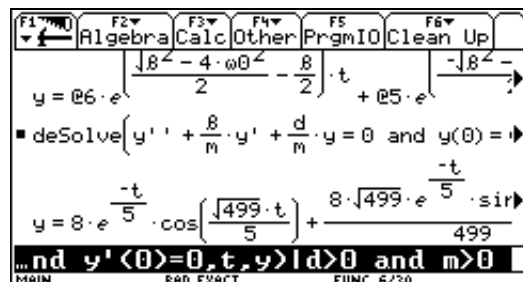 F1 F2 F3 F4 F5 F6
Algebra Calc Other PrgmIO Clean Up
y = @6·e^((√(β²-4·ω0²)/2 - β/2)·t) + @5·e^(-√(β²-
deSolve(y'' + β/m·y' + d/m·y = 0 and y(0) =
y = 8·e^(-t/5)·cos(√499·t/5) + 8·√499·e^(-t/5)·sin/499
…nd y'(0)=0,t,y)|d>0 and m>0
MAIN RAD EXACT FUNC 6/30